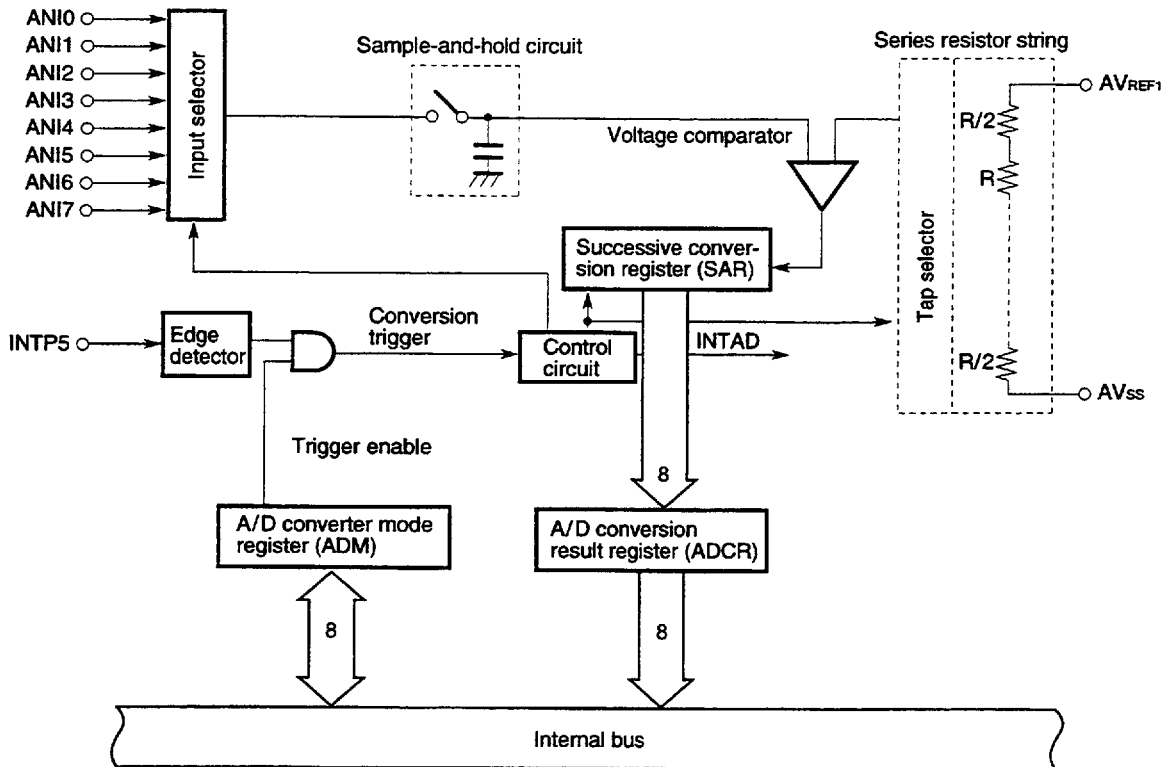 ANI0
ANI1
ANI2
ANI3
ANI4
ANI5
ANI6
ANI7
Input selector
Sample-and-hold circuit
Series resistor string
AVREF1
R/2
R
Voltage comparator
Tap selector
Successive conver-
sion register (SAR)
INTP5
Edge
detector
Conversion
trigger
Control
circuit
INTAD
R/2
AVSS
Trigger enable
8
A/D converter mode
register (ADM)
A/D conversion
result register (ADCR)
8
8
Internal bus